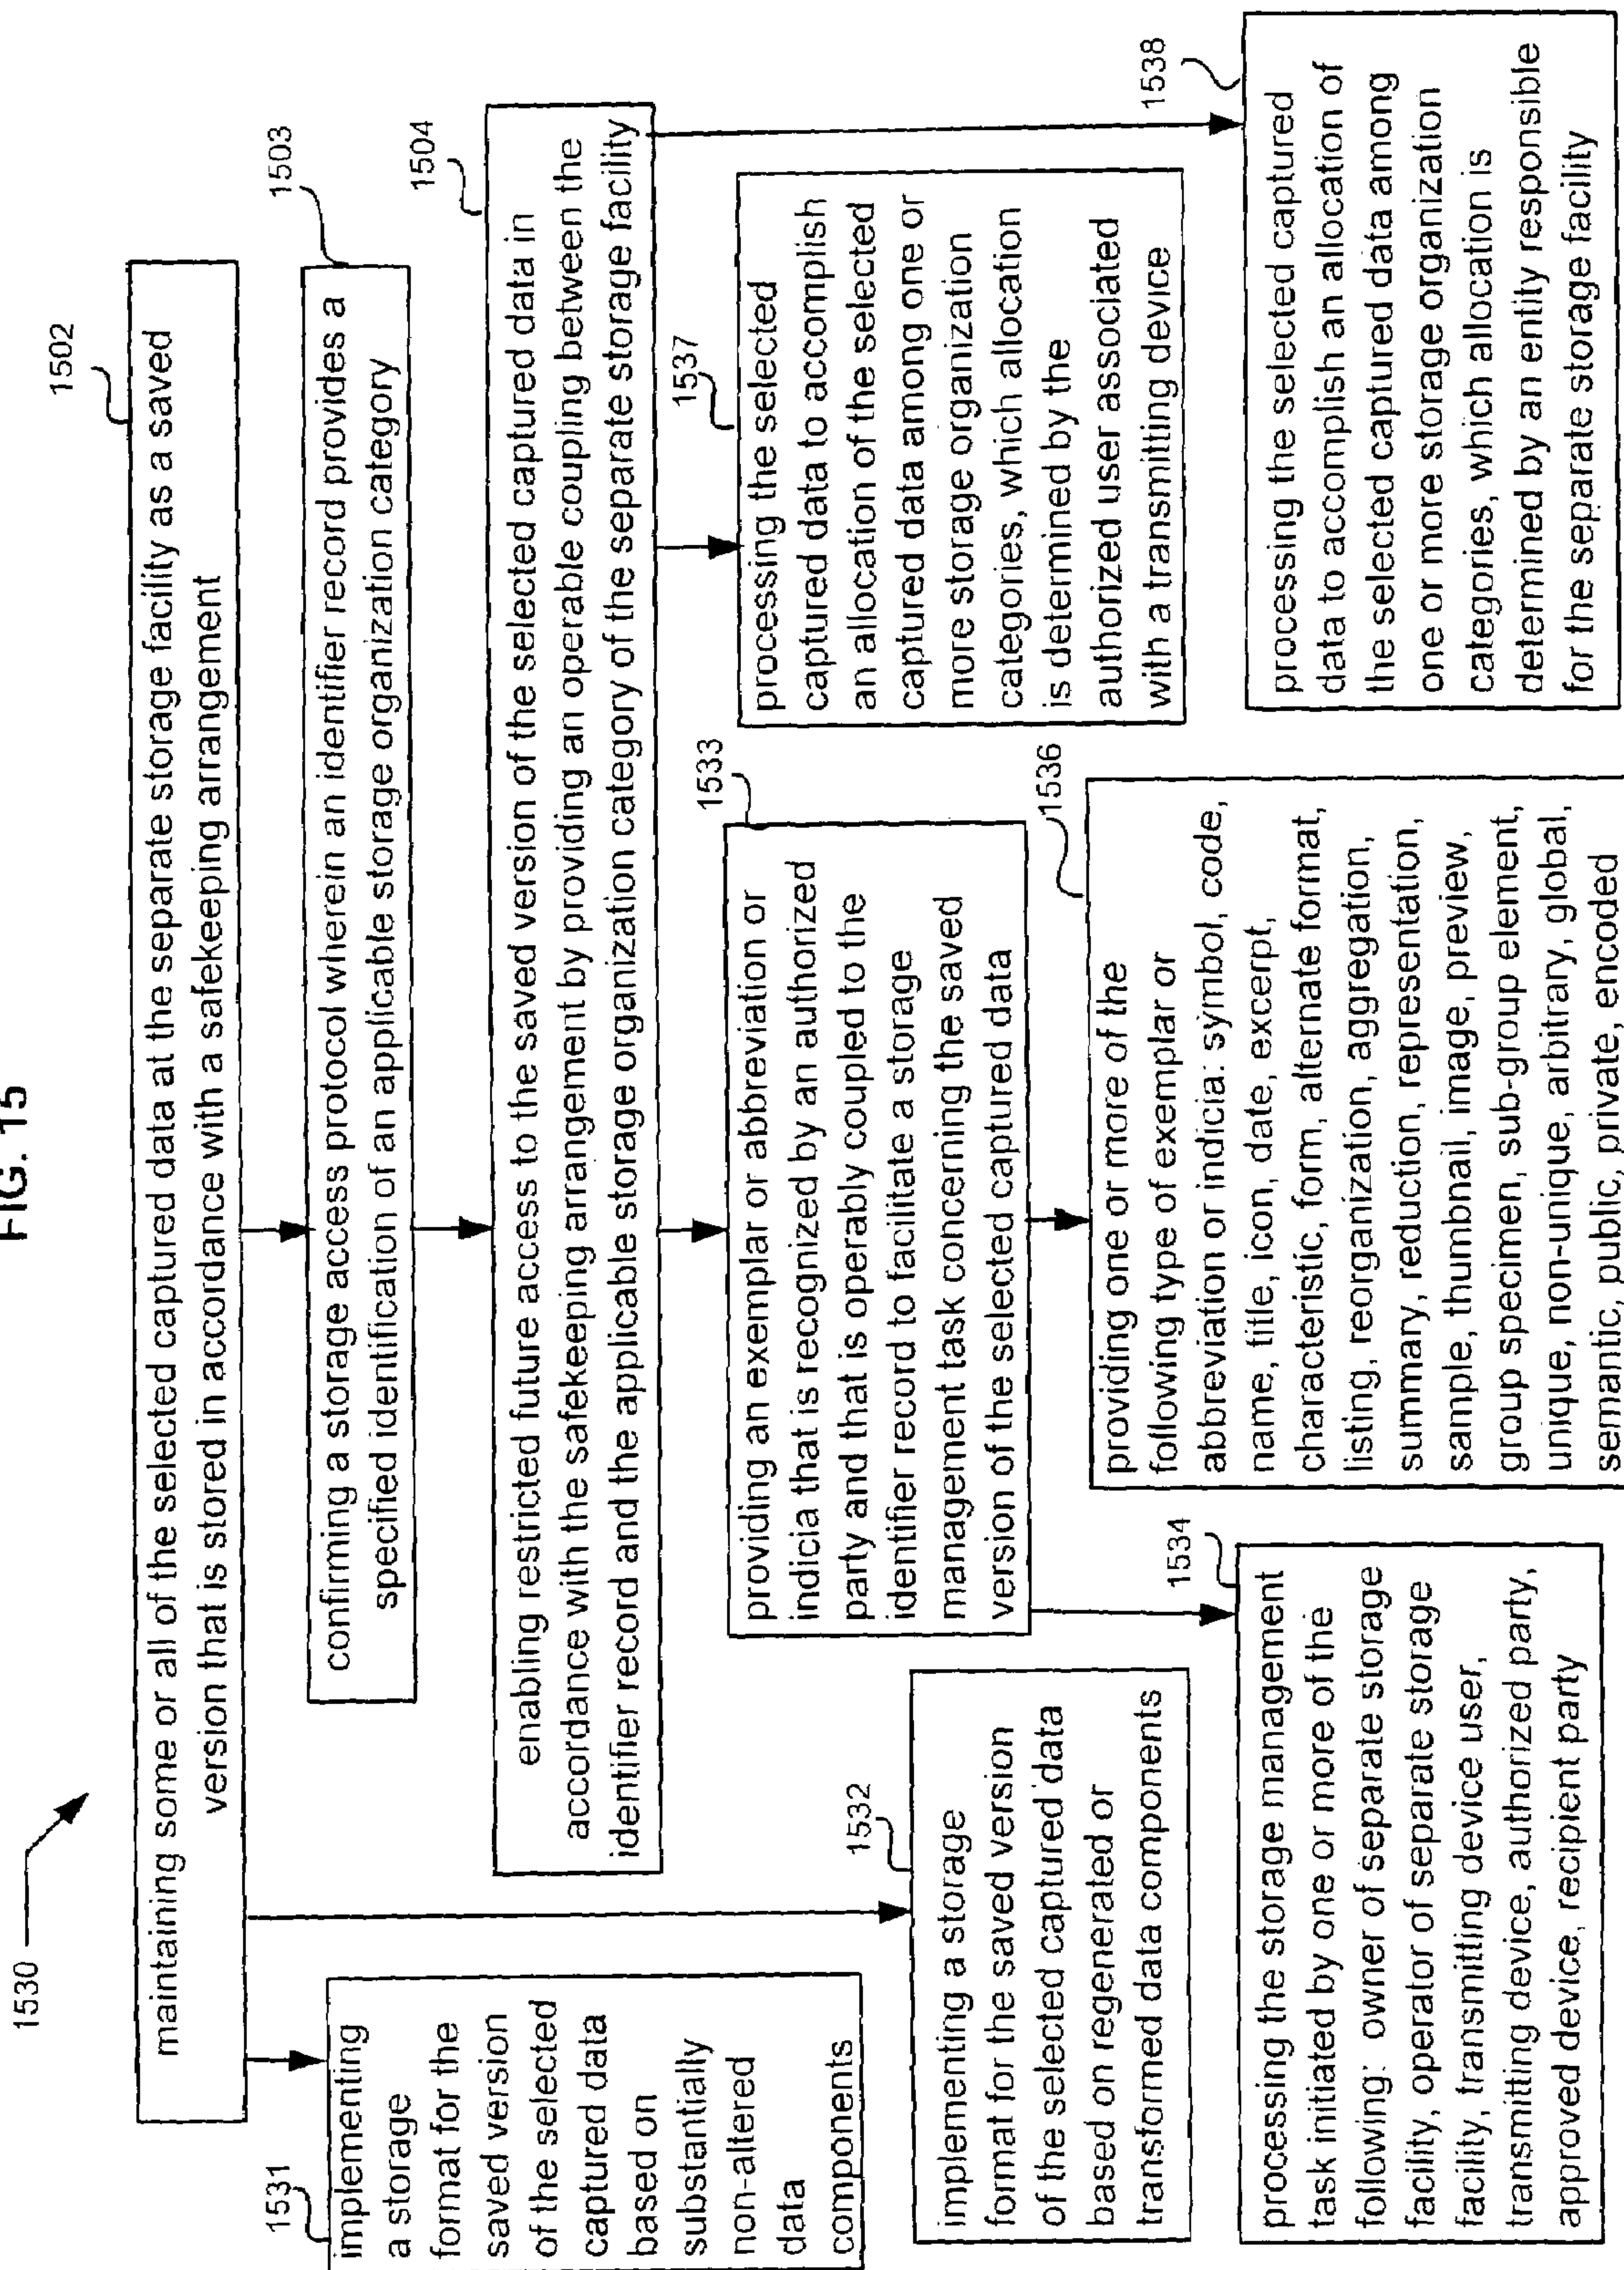 FIG. 15
1530
1502
maintaining some or all of the selected captured data at the separate storage facility as a saved
version that is stored in accordance with a safekeeping arrangement
1503
confirming a storage access protocol wherein an identifier record provides a
specified identification of an applicable storage organization category
1504
enabling restricted future access to the saved version of the selected captured data in
accordance with the safekeeping arrangement by providing an operable coupling between the
identifier record and the applicable storage organization category of the separate storage facility
1531
implementing
a storage
format for the
saved version
of the selected
captured data
based on
substantially
non-altered
data
components
1532
implementing a storage
format for the saved version
of the selected captured data
based on regenerated or
transformed data components
1533
providing an exemplar or abbreviation or
indicia that is recognized by an authorized
party and that is operably coupled to the
identifier record to facilitate a storage
management task concerning the saved
version of the selected captured data
1537
processing the selected
captured data to accomplish
an allocation of the selected
captured data among one or
more storage organization
categories, which allocation
is determined by the
authorized user associated
with a transmitting device
1534
processing the storage management
task initiated by one or more of the
following: owner of separate storage
facility, operator of separate storage
facility, transmitting device user,
transmitting device, authorized party,
approved device, recipient party
1536
providing one or more of the
following type of exemplar or
abbreviation or indicia: symbol, code,
name, title, icon, date, excerpt,
characteristic, form, alternate format,
listing, reorganization, aggregation,
summary, reduction, representation,
sample, thumbnail, image, preview,
group specimen, sub-group element,
unique, non-unique, arbitrary, global,
semantic, public, private, encoded
1538
processing the selected captured
data to accomplish an allocation of
the selected captured data among
one or more storage organization
categories, which allocation is
determined by an entity responsible
for the separate storage facility